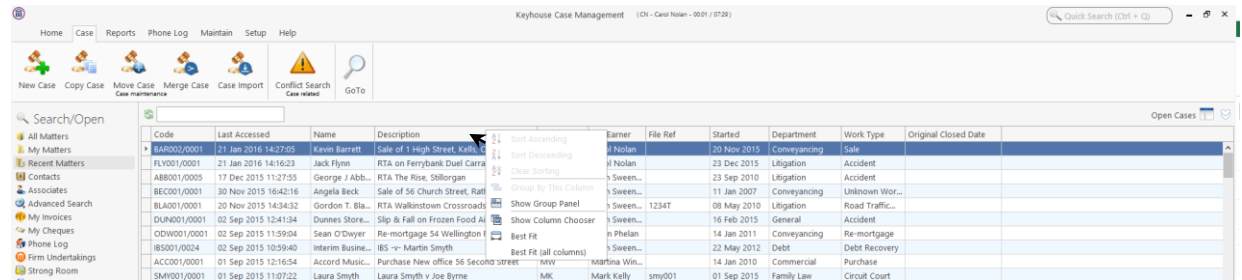 Keyhouse Case Management (CN - Carol Nolan - 0001 / 0729)
Quick Search (Ctrl + Q)
Home Case Reports Phone Log Maintain Setup Help
New Case Copy Case Move Case Merge Case Case Import Conflict Search GoTo
Case maintenance Case related
Search/Open
Open Cases
All Matters
My Matters
Recent Matters
Contacts
Associates
Advanced Search
My Invoices
My Cheques
Phone Log
Firm Undertakings
Strong Room
Code Last Accessed Name Description Earner File Ref Started Department Work Type Original Closed Date
BAR002/0001 21 Jan 2016 14:27:05 Kevin Barrett Sale of 1 High Street, Kells, Nolan 20 Nov 2015 Conveyancing Sale
FLY001/0001 21 Jan 2016 14:16:23 Jack Flynn RTA on Ferrybank Duel Carra Nolan 23 Dec 2015 Litigation Accident
ABB001/0005 17 Dec 2015 11:27:55 George J Abb... RTA The Rise, Stillorgan Sween... 23 Sep 2010 Litigation Accident
BEC001/0001 30 Nov 2015 16:42:16 Angela Beck Sale of 56 Church Street, Rat Sween... 11 Jan 2007 Conveyancing Unknown Wor...
BLA001/0001 20 Nov 2015 14:34:32 Gordon T. Bla... RTA Walkinstown Crossroads Sween... 1234T 08 May 2010 Litigation Road Traffic...
DUN001/0001 02 Sep 2015 12:41:34 Dunnes Store... Slip & Fall on Frozen Food Ai Sween... 16 Feb 2015 General Accident
ODW001/0001 02 Sep 2015 11:59:04 Sean O'Dwyer Re-mortgage 54 Wellington Phelan 14 Jan 2011 Conveyancing Re-mortgage
IBS001/0024 02 Sep 2015 10:59:40 Interim Busine... IBS -v- Martin Smyth Sween... 22 May 2012 Debt Debt Recovery
ACC001/0001 01 Sep 2015 12:16:54 Accord Music... Purchase New office 56 Second Street MW Martina Win... 14 Jan 2010 Commercial Purchase
SMY001/0001 01 Sep 2015 11:07:22 Laura Smyth Laura Smyth v Joe Byrne MK Mark Kelly smy001 01 Sep 2015 Family Law Circuit Court
Sort Ascending
Sort Descending
Clear Sorting
Group By This Column
Show Group Panel
Show Column Chooser
Best Fit
Best Fit (all columns)